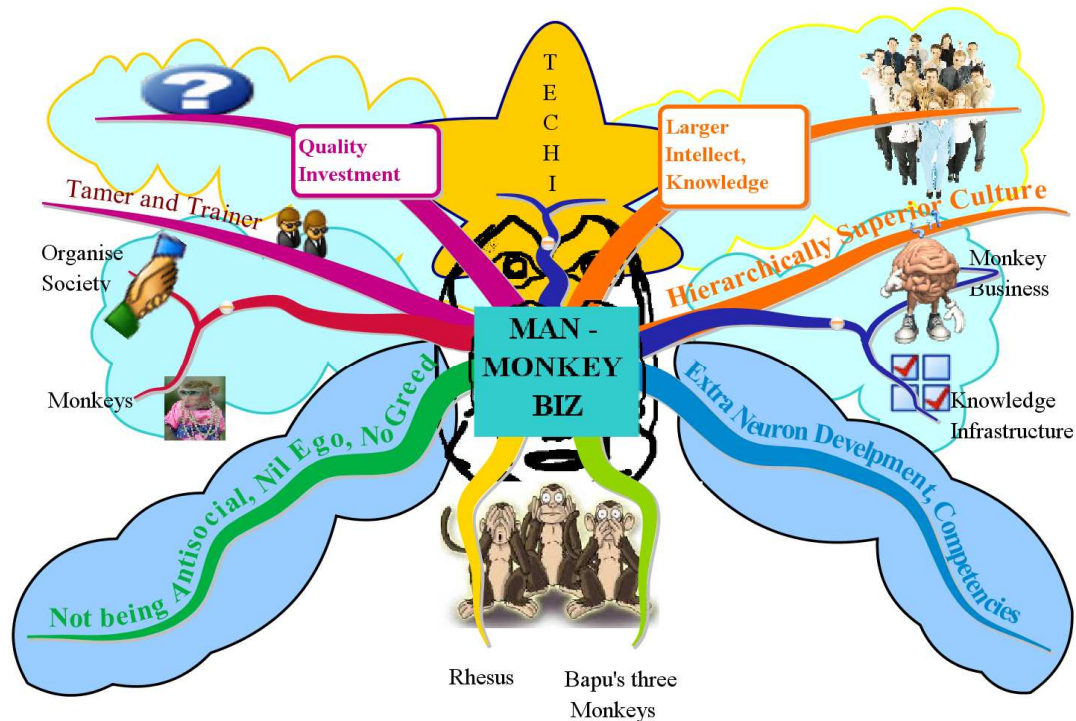 T
E
C
H
I
Quality
Investment
Larger
Intellect,
Knowledge
Tamer and Trainer
Hierarchically Superior Culture
Organise
Society
Monkey
Business
MAN -
MONKEY
BIZ
Monkeys
Knowledge
Infrastructure
Not being Antisocial, Nil Ego, No Greed
Extra Neuron Develpment, Competencies
Rhesus
Bapu's three
Monkeys